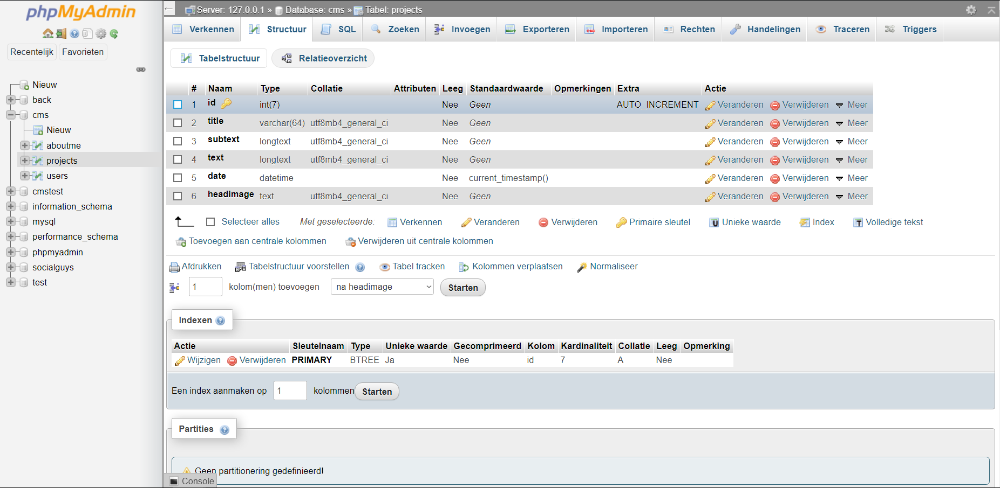 phpMyAdmin
Recentelijk Favorieten
Nieuw
back
cms
Nieuw
aboutme
projects
users
cmstest
information_schema
mysql
performance_schema
phpmyadmin
socialguys
test
Server: 127.0.0.1 » Database: cms » Tabel: projects
Verkennen Structuur SQL Zoeken Invoegen Exporteren Importeren Rechten Handelingen Traceren Triggers
Tabelstructuur Relatieoverzicht
# Naam Type Collatie Attributen Leeg Standaardwaarde Opmerkingen Extra Actie
1 id int(7) Nee Geen AUTO_INCREMENT Veranderen Verwijderen Meer
2 title varchar(64) utf8mb4_general_ci Nee Geen Veranderen Verwijderen Meer
3 subtext longtext utf8mb4_general_ci Nee Geen Veranderen Verwijderen Meer
4 text longtext utf8mb4_general_ci Nee Geen Veranderen Verwijderen Meer
5 date datetime Nee current_timestamp() Veranderen Verwijderen Meer
6 headimage text utf8mb4_general_ci Nee Geen Veranderen Verwijderen Meer
Selecteer alles Met geselecteerde: Verkennen Veranderen Verwijderen Primaire sleutel Unieke waarde Index Volledige tekst
Toevoegen aan centrale kolommen Verwijderen uit centrale kolommen
Afdrukken Tabelstructuur voorstellen Tabel tracken Kolommen verplaatsen Normaliseer
1 kolom(men) toevoegen na headimage Starten
Indexen
Actie Sleutelnaam Type Unieke waarde Gecomprimeerd Kolom Kardinaliteit Collatie Leeg Opmerking
Wijzigen Verwijderen PRIMARY BTREE Ja Nee id 7 A Nee
Een index aanmaken op 1 kolommen Starten
Partities
Geen partitionering gedefinieerd!
Console